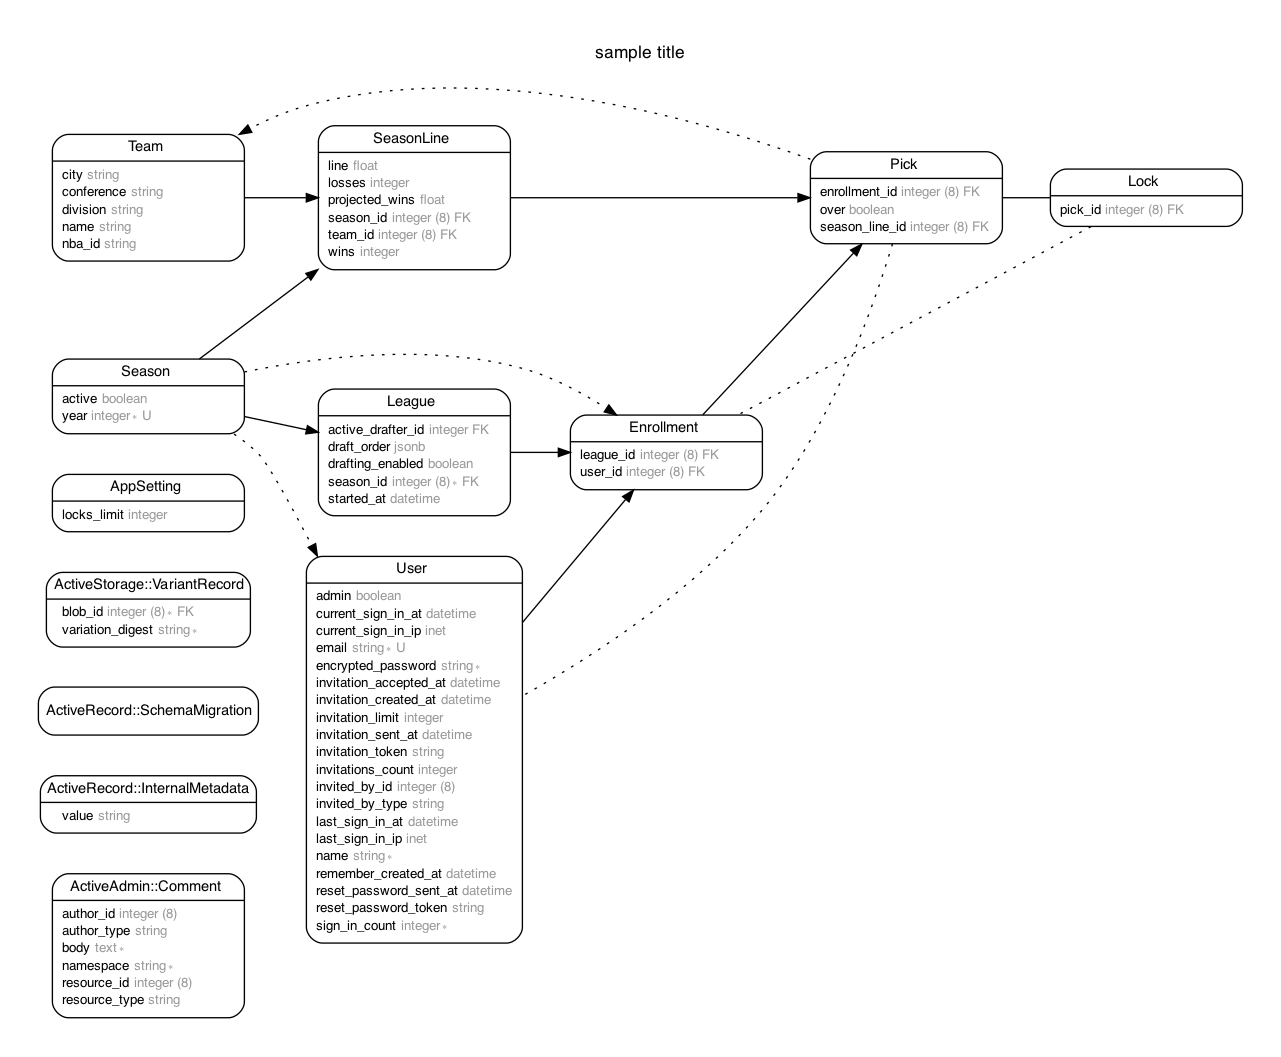 sample title
Team
city string
conference string
division string
name string
nba_id string
SeasonLine
line float
losses integer
projected_wins float
season_id integer (8) FK
team_id integer (8) FK
wins integer
Pick
enrollment_id integer (8) FK
over boolean
season_line_id integer (8) FK
Lock
pick_id integer (8) FK
Season
active boolean
year integer∗ U
League
active_drafter_id integer FK
draft_order jsonb
drafting_enabled boolean
season_id integer (8)∗ FK
started_at datetime
Enrollment
league_id integer (8) FK
user_id integer (8) FK
AppSetting
locks_limit integer
ActiveStorage::VariantRecord
blob_id integer (8)∗ FK
variation_digest string∗
ActiveRecord::SchemaMigration
ActiveRecord::InternalMetadata
value string
ActiveAdmin::Comment
author_id integer (8)
author_type string
body text∗
namespace string∗
resource_id integer (8)
resource_type string
User
admin boolean
current_sign_in_at datetime
current_sign_in_ip inet
email string∗ U
encrypted_password string∗
invitation_accepted_at datetime
invitation_created_at datetime
invitation_limit integer
invitation_sent_at datetime
invitation_token string
invitations_count integer
invited_by_id integer (8)
invited_by_type string
last_sign_in_at datetime
last_sign_in_ip inet
name string∗
remember_created_at datetime
reset_password_sent_at datetime
reset_password_token string
sign_in_count integer∗